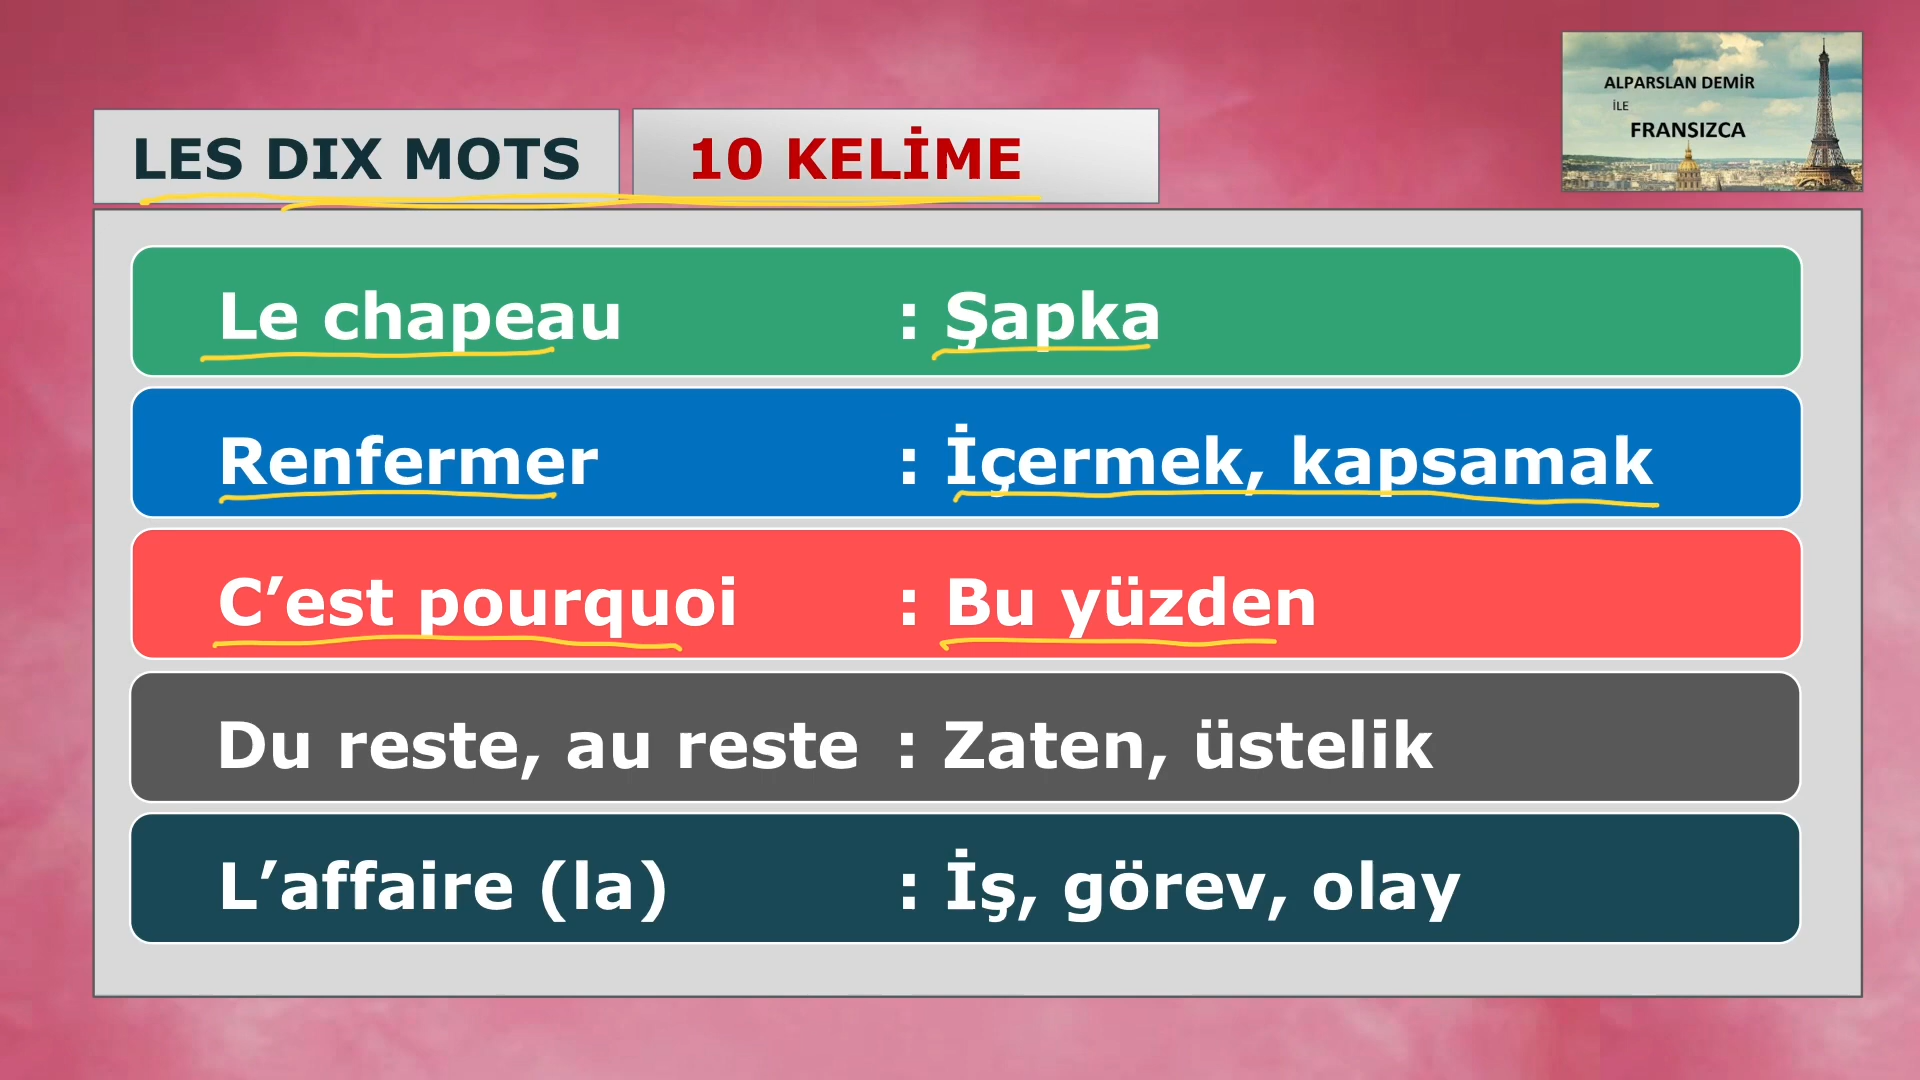 ALPARSLAN DEMİR
İLE
FRANSIZCA
LES DIX MOTS
10 KELİME
Le chapeau : Şapka
Renfermer : İçermek, kapsamak
C’est pourquoi : Bu yüzden
Du reste, au reste : Zaten, üstelik
L’affaire (la) : İş, görev, olay